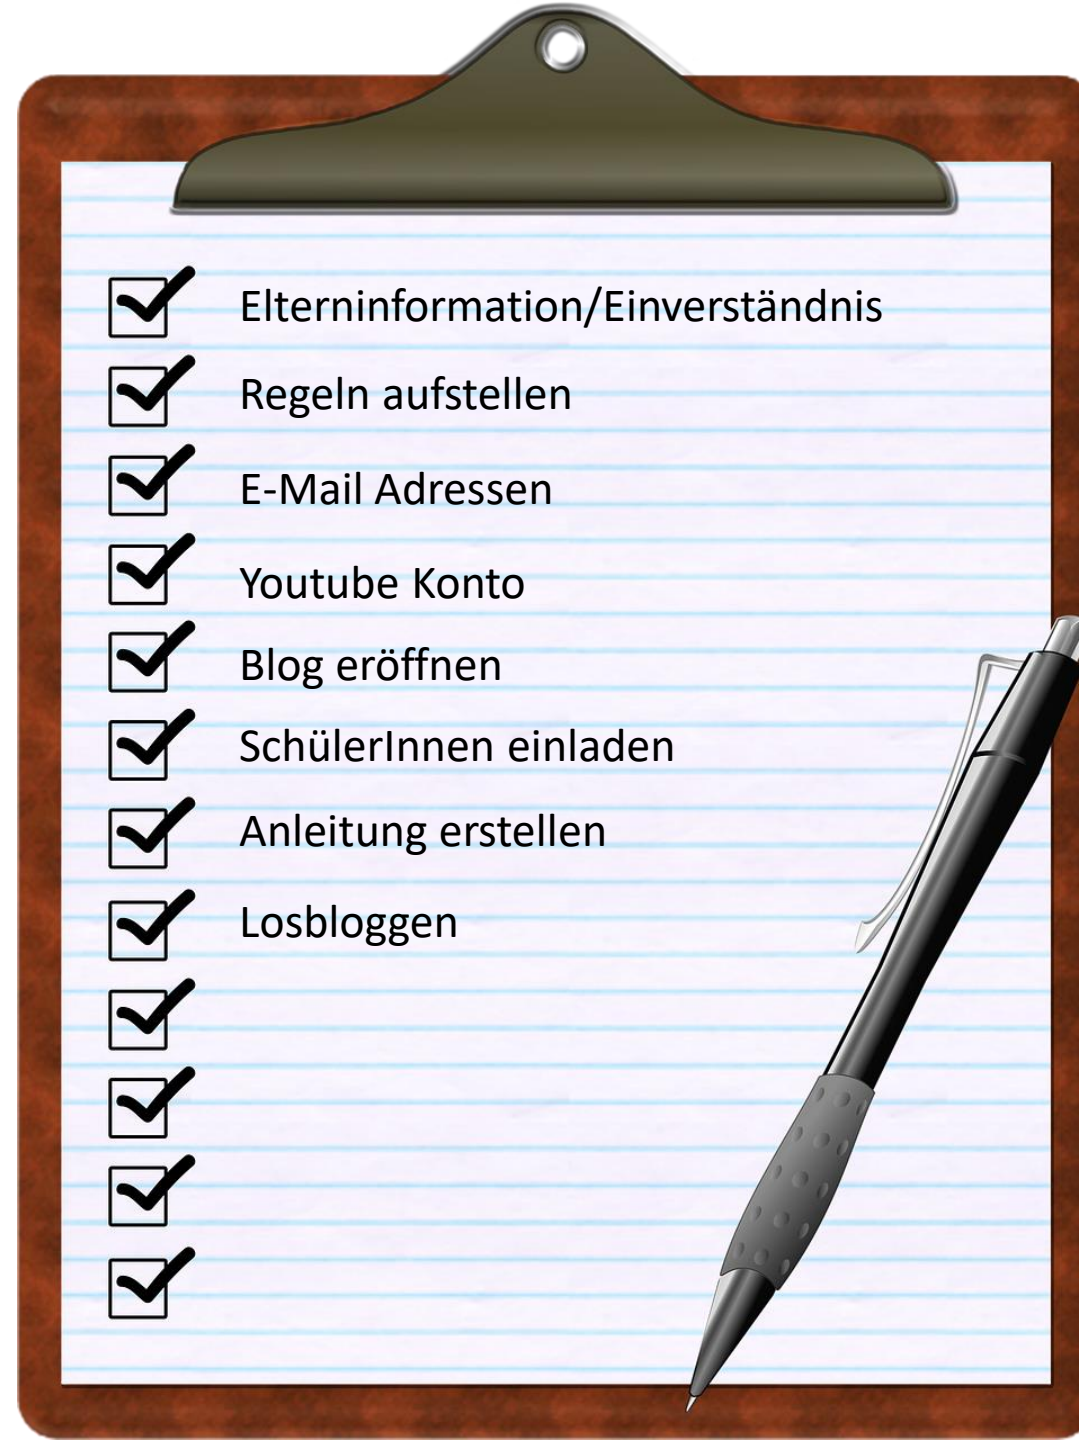 Elterninformation/Einverständnis
Regeln aufstellen
E-Mail Adressen
Youtube Konto
Blog eröffnen
SchülerInnen einladen
Anleitung erstellen
Losbloggen